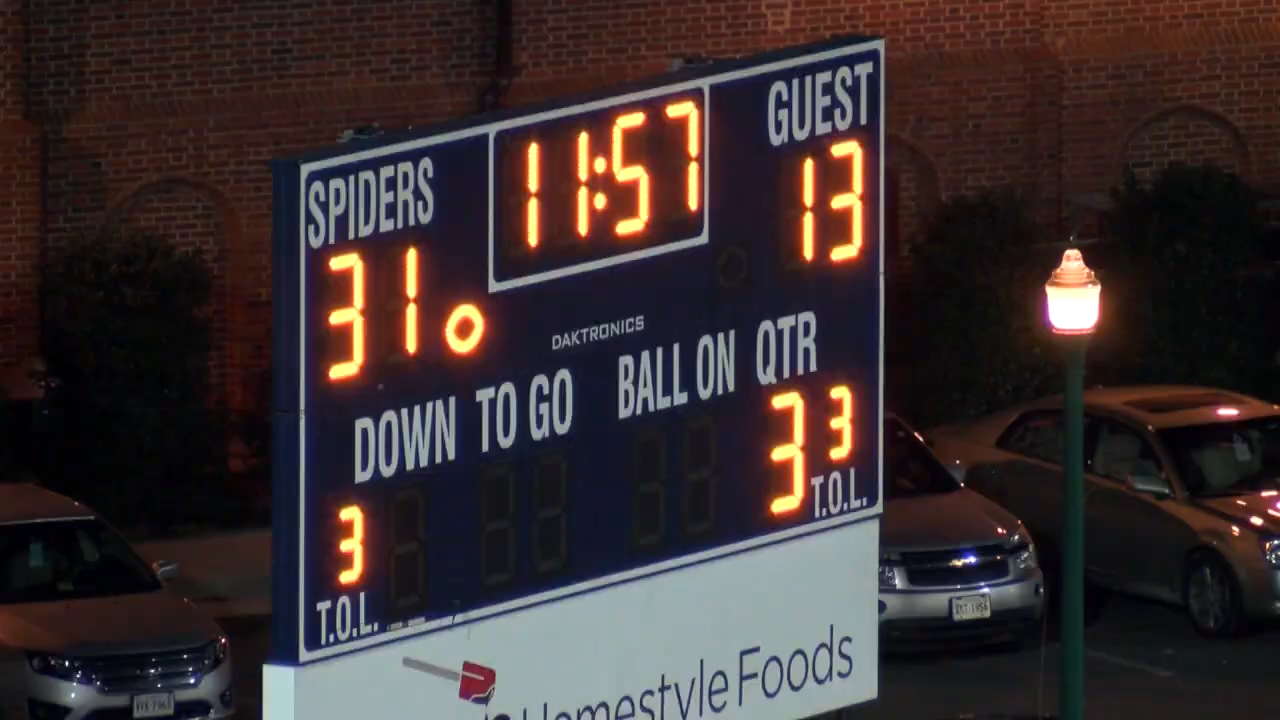 SPIDERS 11:57 GUEST
31 13
DAKTRONICS
DOWN TO GO BALL ON QTR
3 3 3
T.O.L. T.O.L.
Homestyle Foods